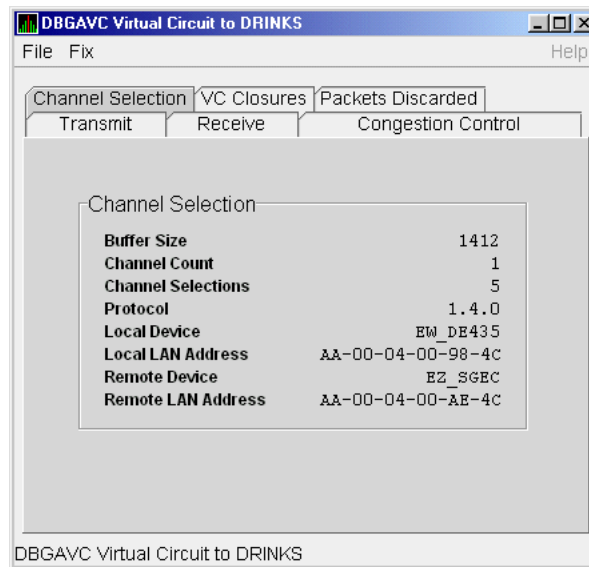 DBGAVC Virtual Circuit to DRINKS
File Fix Help
Channel Selection VC Closures Packets Discarded
Transmit Receive Congestion Control
Channel Selection
Buffer Size 1412
Channel Count 1
Channel Selections 5
Protocol 1.4.0
Local Device EW_DE435
Local LAN Address AA-00-04-00-98-4C
Remote Device EZ_SGEC
Remote LAN Address AA-00-04-00-AE-4C
DBGAVC Virtual Circuit to DRINKS